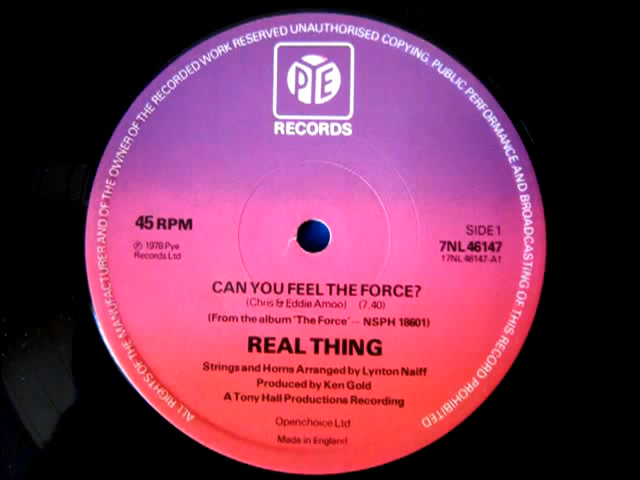 ALL RIGHTS OF THE MANUFACTURER AND OF THE OWNER OF THE RECORDED WORK RESERVED UNAUTHORISED COPYING, PUBLIC PERFORMANCE AND BROADCASTING OF THIS RECORD PROHIBITED
PYE
RECORDS
45 RPM
℗ 1978 Pye
Records Ltd
SIDE 1
7NL 46147
17NL 46147-A1
CAN YOU FEEL THE FORCE?
(Chris & Eddie Amoo) (7.40)
(From the album 'The Force' -- NSPH 18601)
REAL THING
Strings and Horns Arranged by Lynton Naiff
Produced by Ken Gold
A Tony Hall Productions Recording
Openchoice Ltd
Made in England